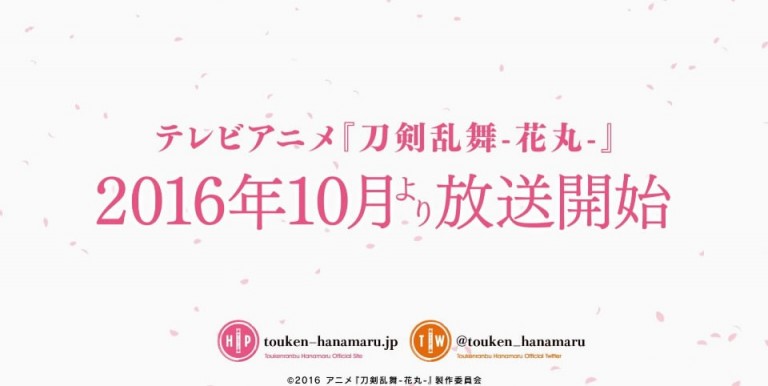 テレビアニメ『刀剣乱舞-花丸-』
2016年10月より放送開始
HP touken-hanamaru.jp TW @touken_hanamaru
Toukenranbu Hanamaru Official Site Toukenranbu Hanamaru Official Twitter
©2016 アニメ『刀剣乱舞-花丸-』製作委員会